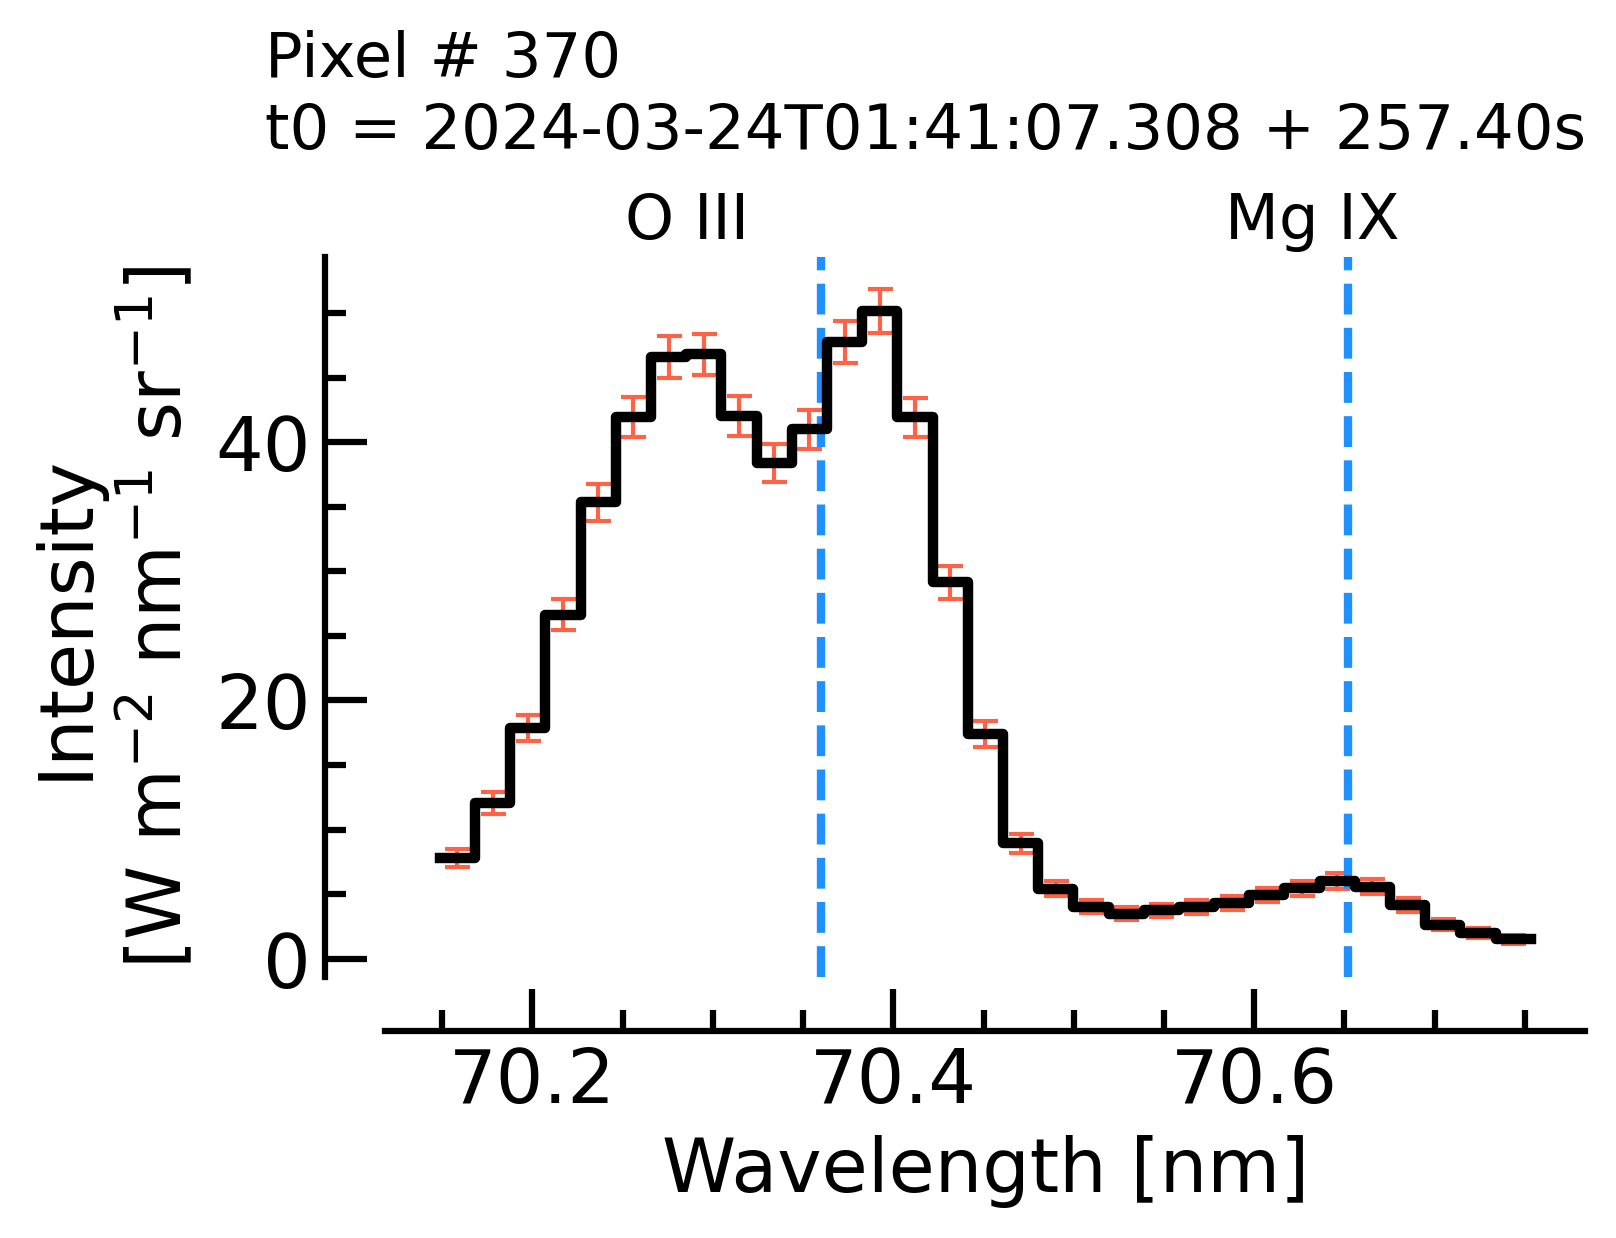 Pixel # 370
t0 = 2024-03-24T01:41:07.308 + 257.40s
O III
Mg IX
Intensity
[W m⁻² nm⁻¹ sr⁻¹]
40
20
0
70.2
70.4
70.6
Wavelength [nm]